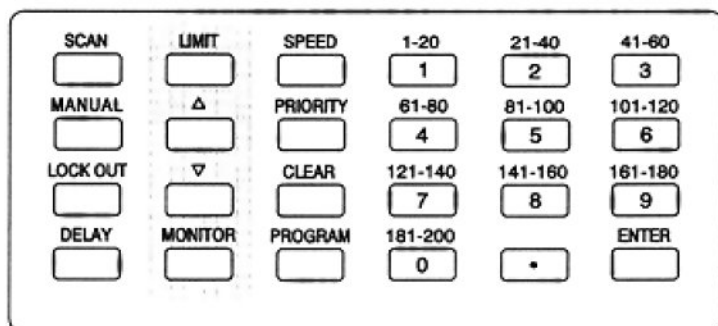 SCAN LIMIT SPEED 1-20 21-40 41-60
1 2 3
MANUAL △ PRIORITY 61-80 81-100 101-120
4 5 6
LOCK OUT ▽ CLEAR 121-140 141-160 161-180
7 8 9
DELAY MONITOR PROGRAM 181-200 ENTER
0 •